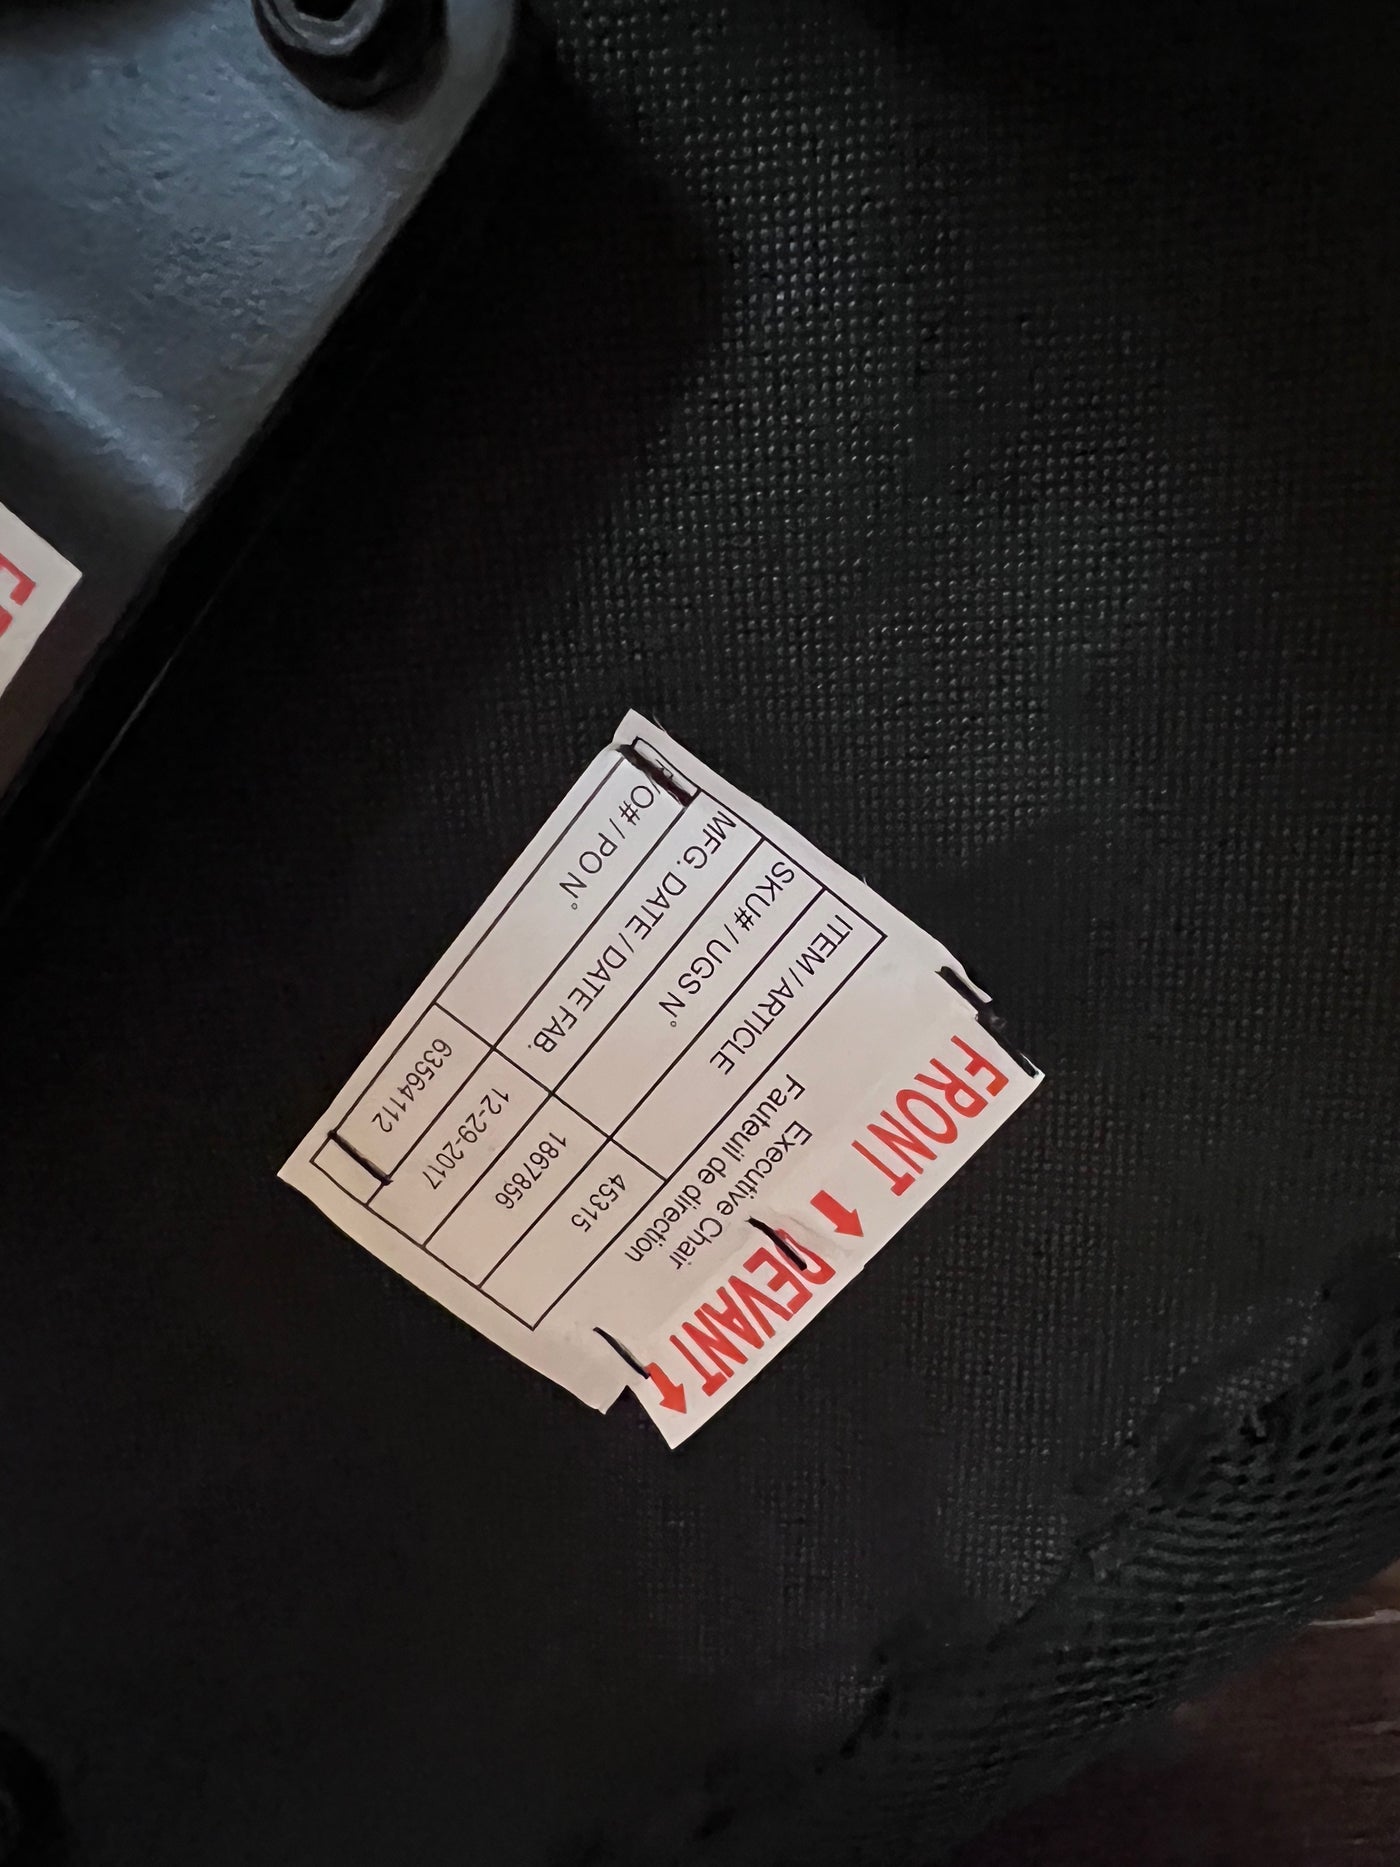 FRONT ↑ DEVANT ↑
Executive Chair
Fauteuil de direction
ITEM / ARTICLE 45315
SKU# / UGS N° 1867856
MFG. DATE / DATE FAB. 12-29-2017
O# / PO N° 63564112